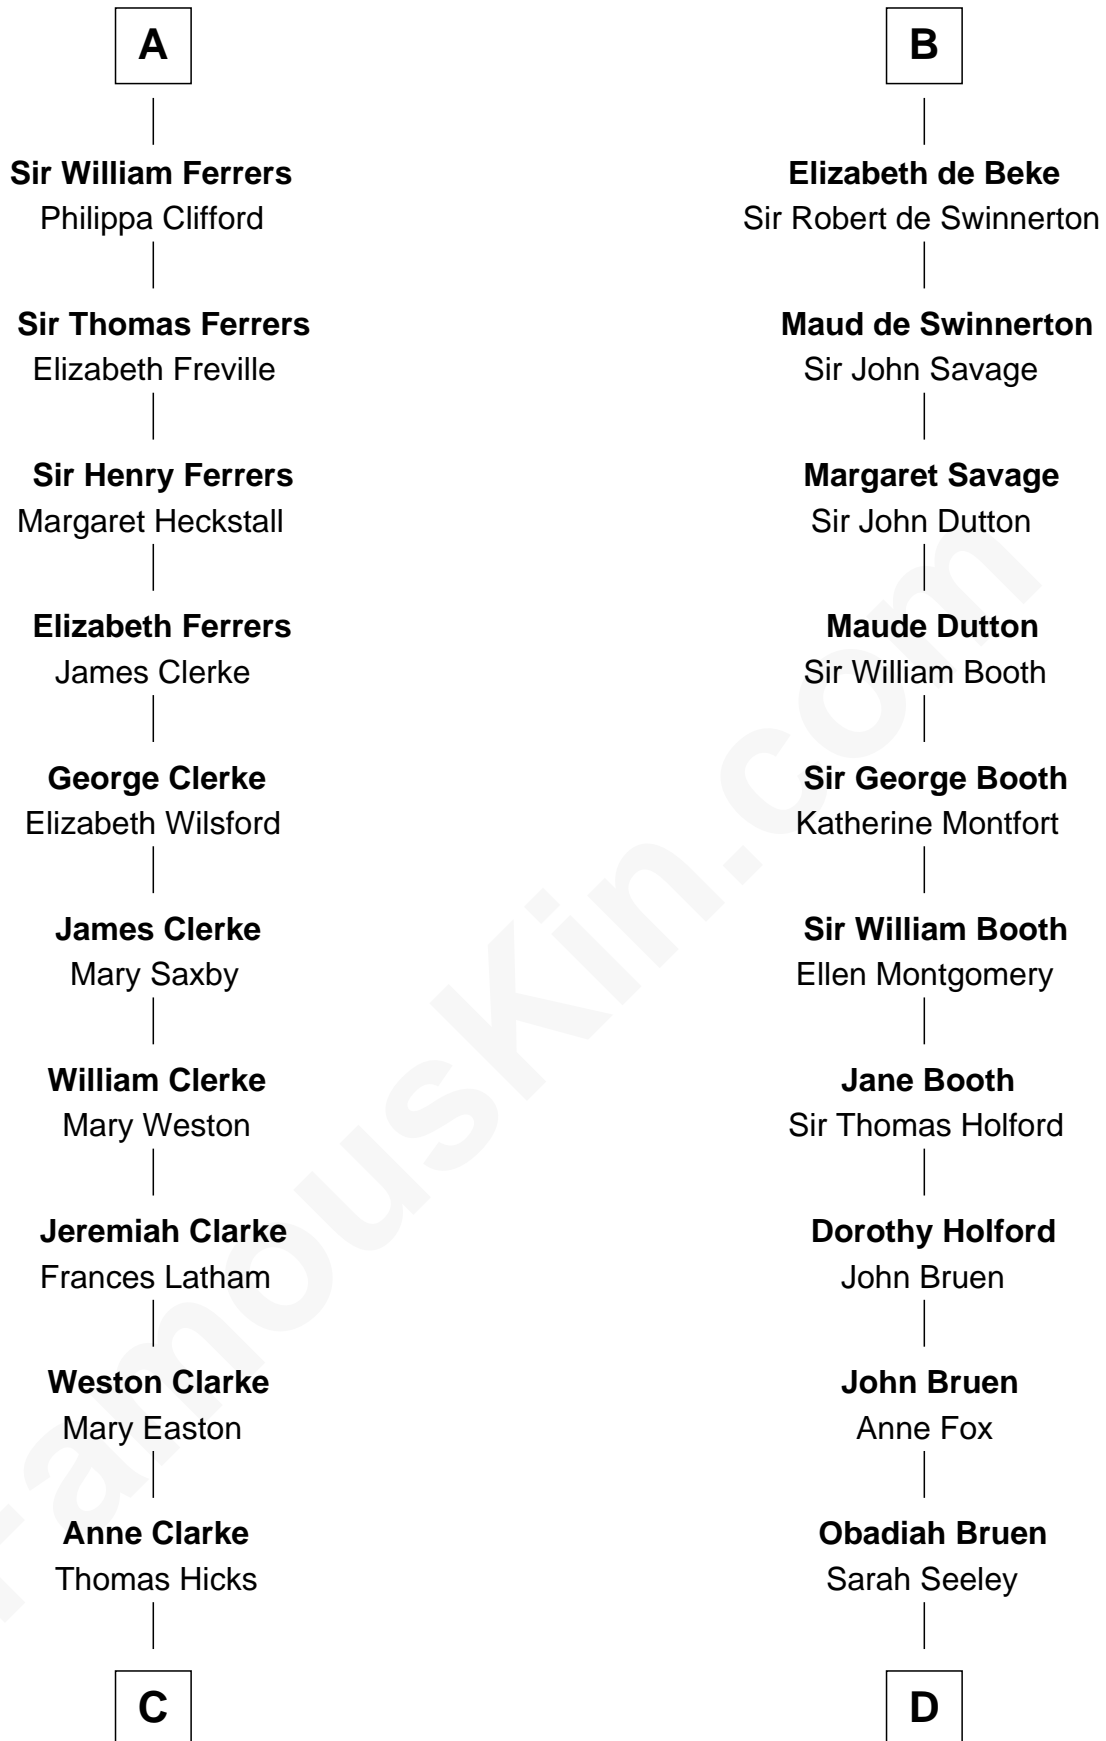 A
Sir William Ferrers
Philippa Clifford
Sir Thomas Ferrers
Elizabeth Freville
Sir Henry Ferrers
Margaret Heckstall
Elizabeth Ferrers
James Clerke
George Clerke
Elizabeth Wilsford
James Clerke
Mary Saxby
William Clerke
Mary Weston
Jeremiah Clarke
Frances Latham
Weston Clarke
Mary Easton
Anne Clarke
Thomas Hicks
C
B
Elizabeth de Beke
Sir Robert de Swinnerton
Maud de Swinnerton
Sir John Savage
Margaret Savage
Sir John Dutton
Maude Dutton
Sir William Booth
Sir George Booth
Katherine Montfort
Sir William Booth
Ellen Montgomery
Jane Booth
Sir Thomas Holford
Dorothy Holford
John Bruen
John Bruen
Anne Fox
Obadiah Bruen
Sarah Seeley
D
FamousKin.com